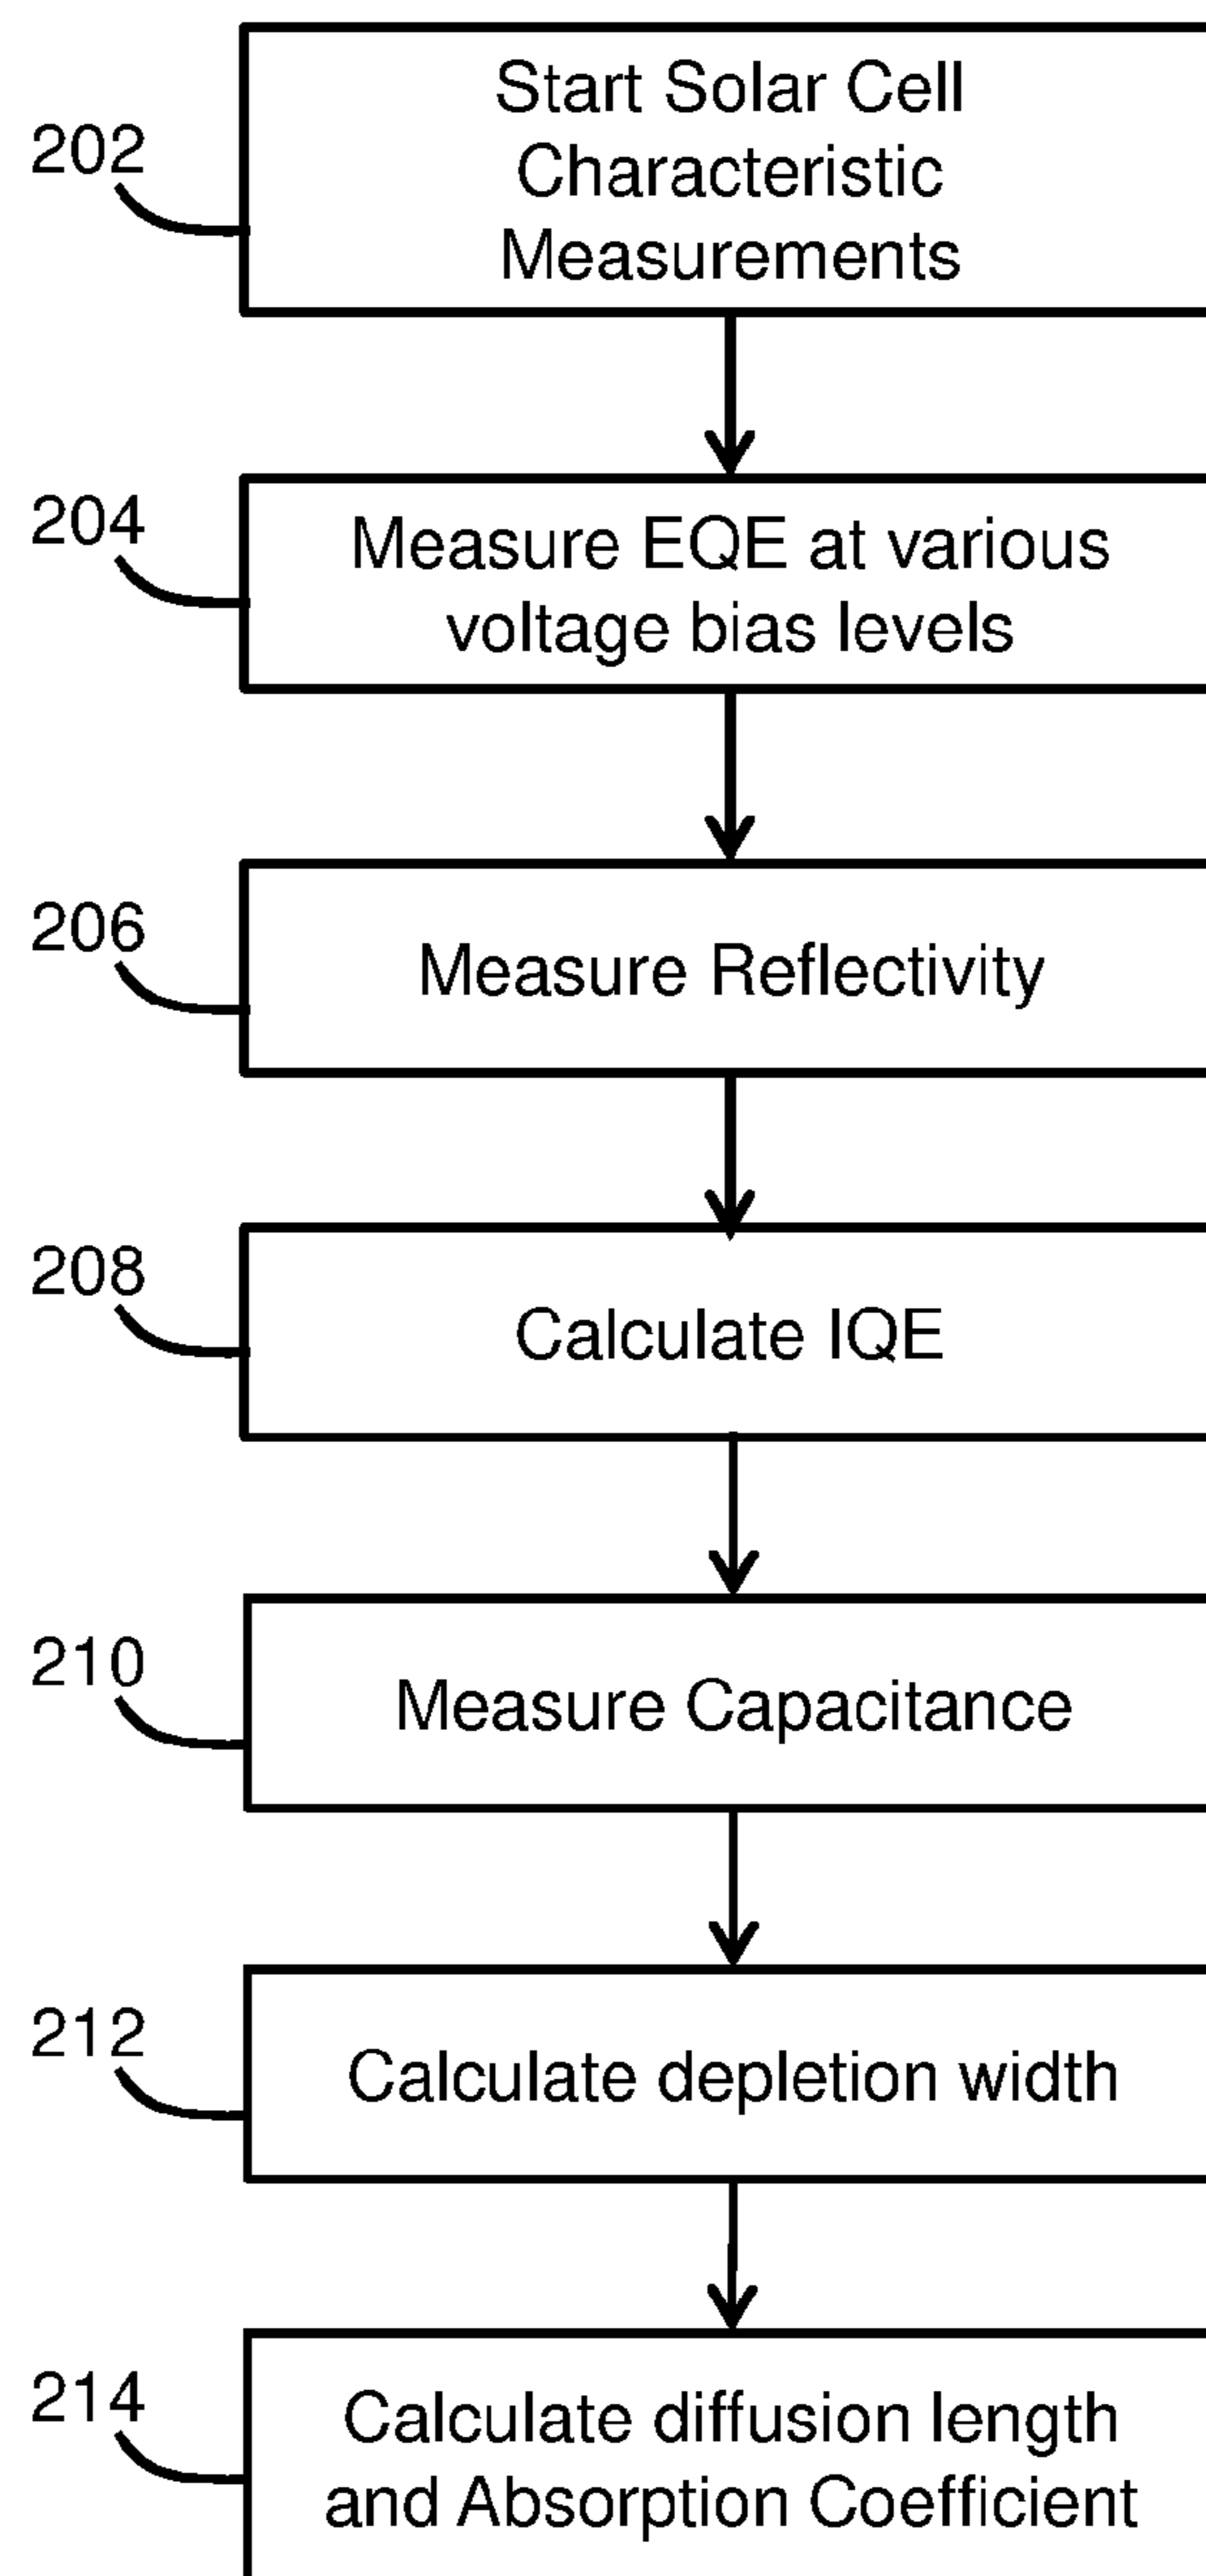 202
Start Solar Cell
Characteristic
Measurements
204
Measure EQE at various
voltage bias levels
206
Measure Reflectivity
208
Calculate IQE
210
Measure Capacitance
212
Calculate depletion width
214
Calculate diffusion length
and Absorption Coefficient